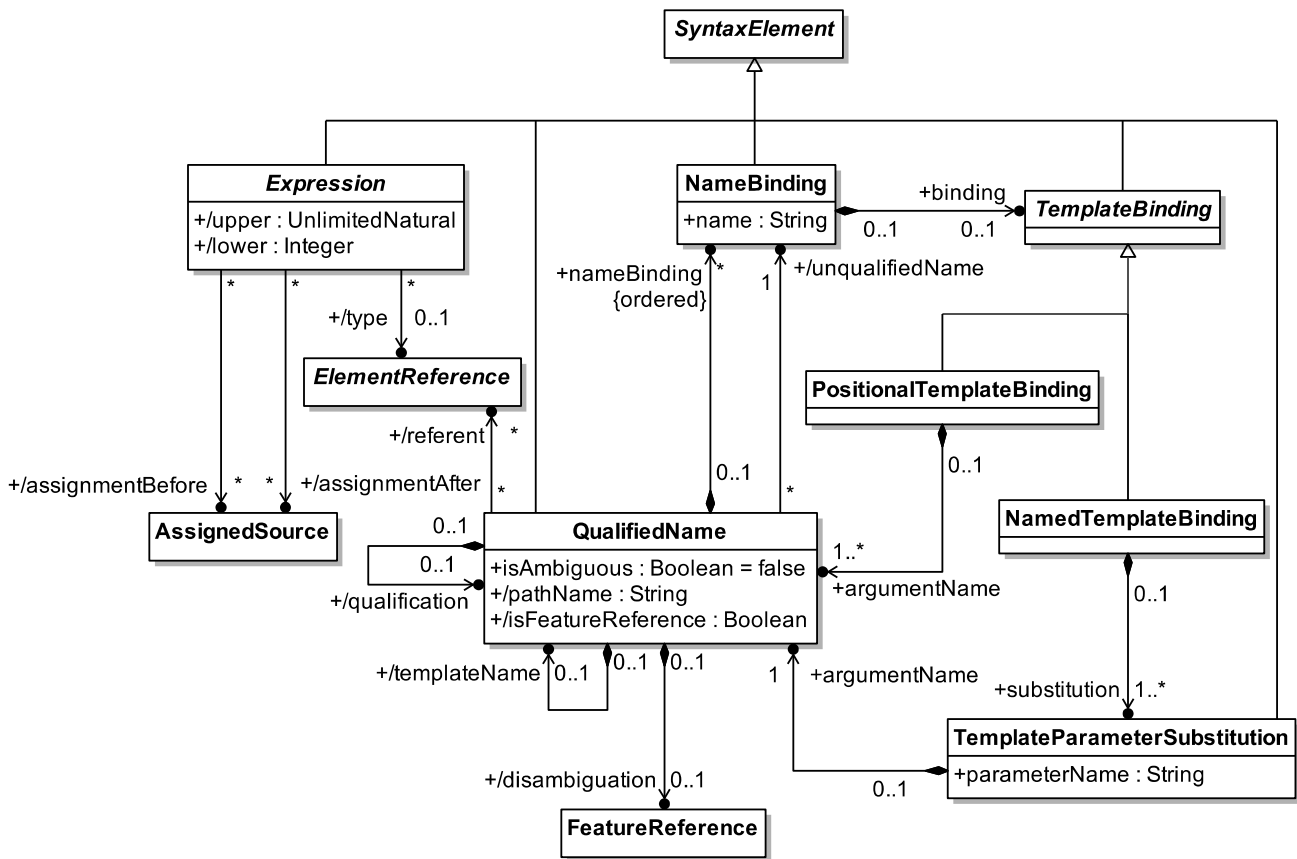 SyntaxElement
Expression
+/upper : UnlimitedNatural
+/lower : Integer
NameBinding
+name : String
+binding
0..1
0..1
TemplateBinding
*
*
*
+/type
0..1
+nameBinding
{ordered}
*
1
+/unqualifiedName
ElementReference
PositionalTemplateBinding
+/referent
*
0..1
+/assignmentBefore
*
*
+/assignmentAfter
*
0..1
*
AssignedSource
QualifiedName
+isAmbiguous : Boolean = false
+/pathName : String
+/isFeatureReference : Boolean
NamedTemplateBinding
0..1
0..1
+/qualification
1..*
+argumentName
0..1
+/templateName
0..1
0..1
0..1
1
+argumentName
+substitution
1..*
TemplateParameterSubstitution
+parameterName : String
0..1
+/disambiguation
0..1
FeatureReference